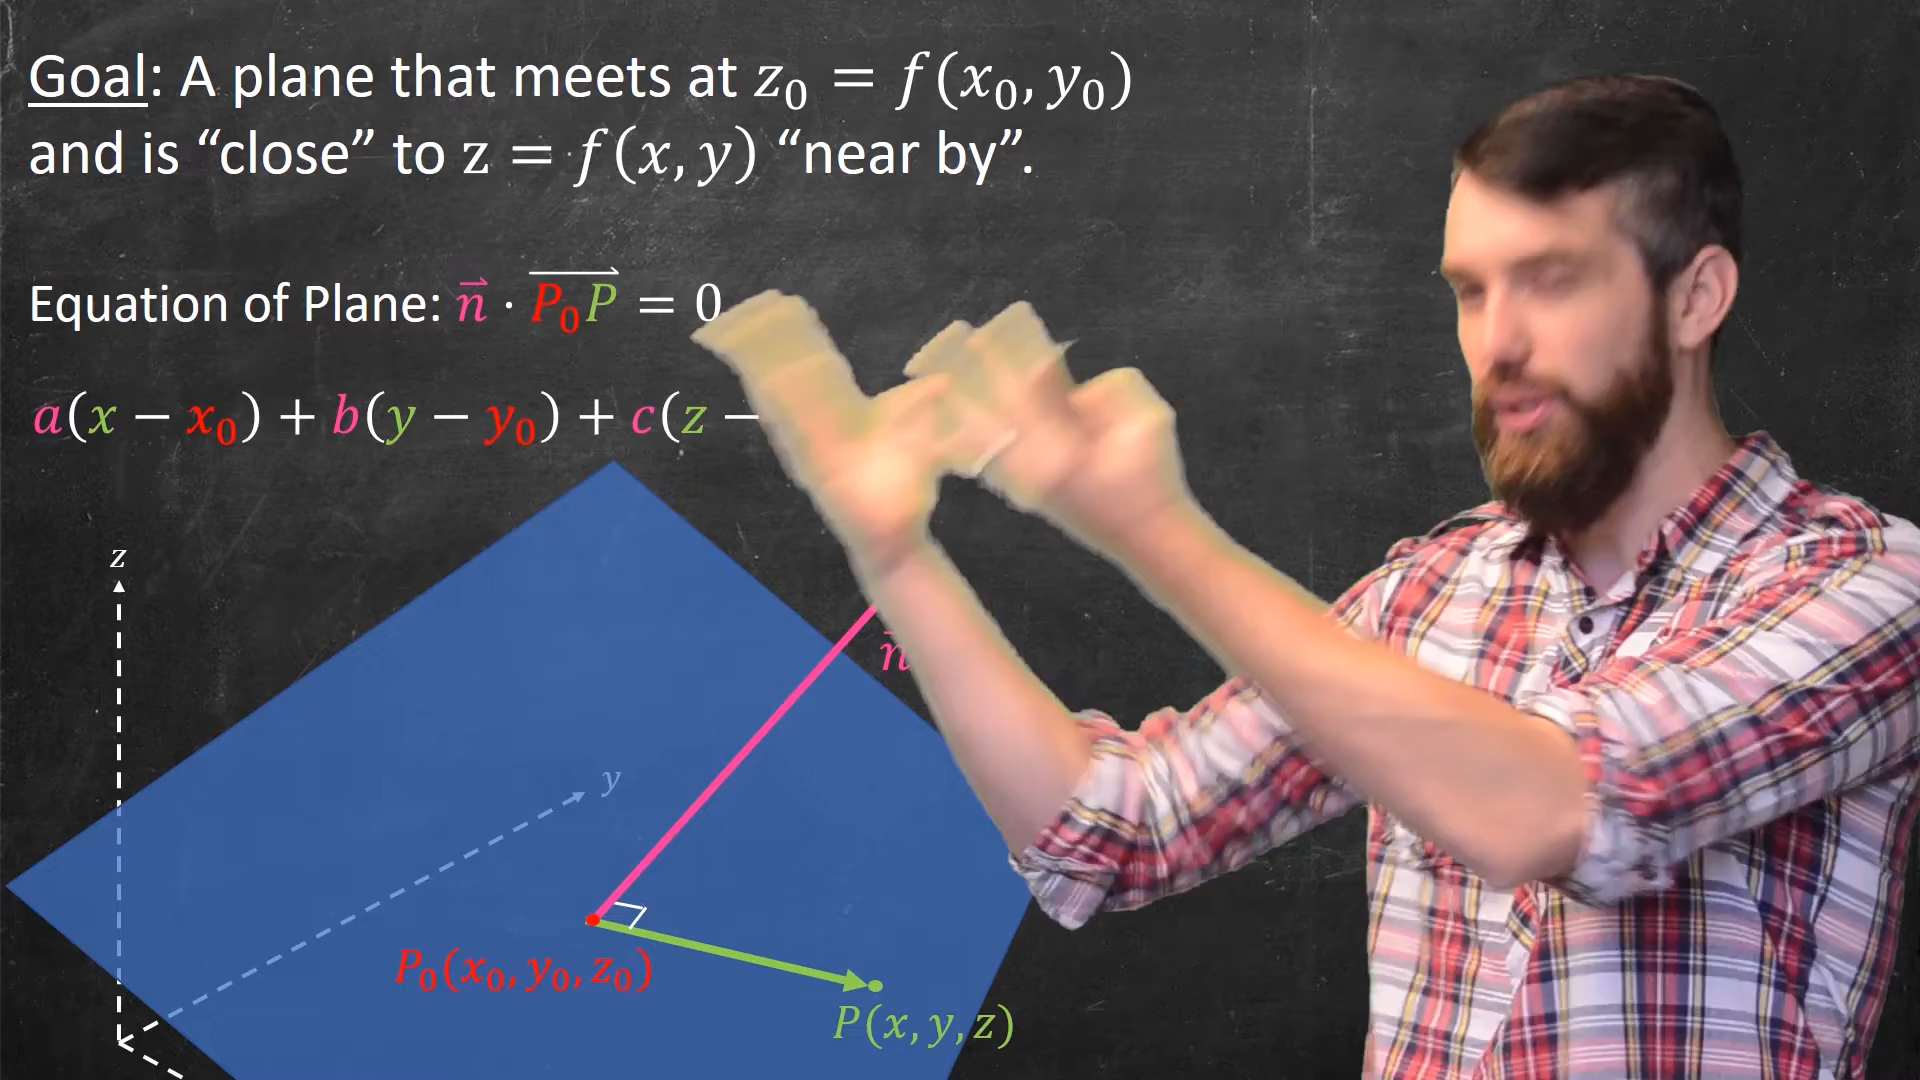 Goal: A plane that meets at z₀ = f(x₀, y₀)
and is “close” to z = f(x, y) “near by”.
Equation of Plane: n⃗ · P₀P⃗ = 0
a(x − x₀) + b(y − y₀) + c(z −
z
n⃗
y
P₀(x₀, y₀, z₀)
P(x, y, z)